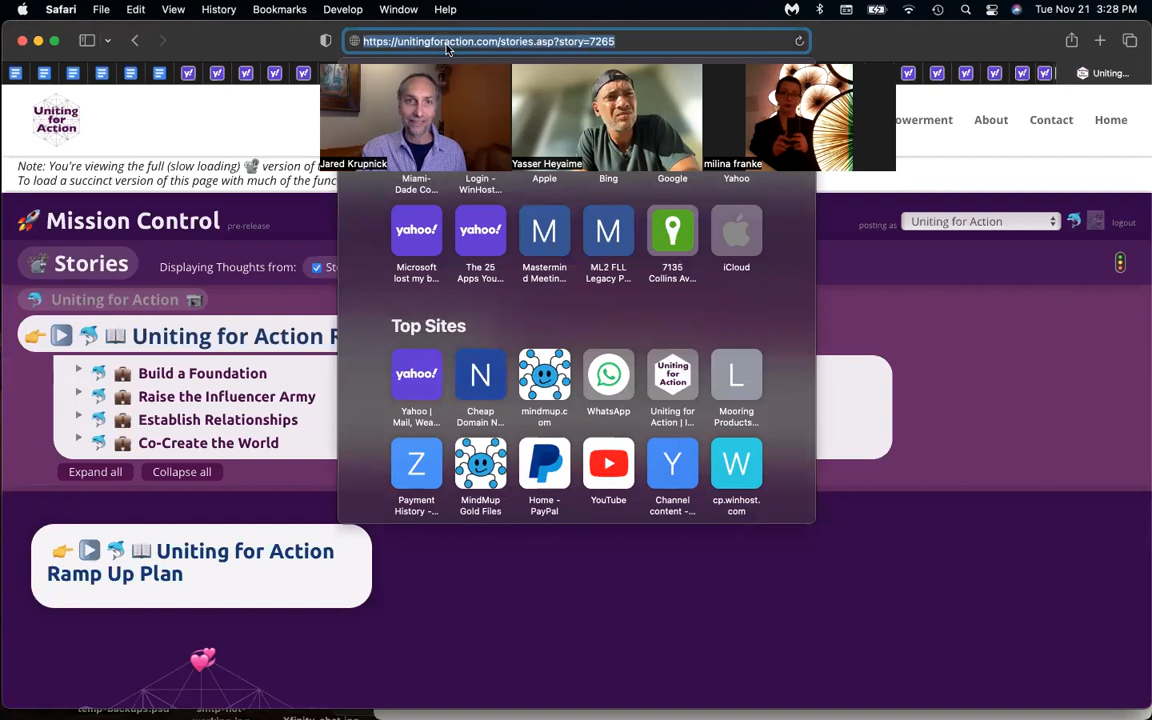 Safari File Edit View History Bookmarks Develop Window Help Tue Nov 21 3:28 PM
https://unitingforaction.com/stories.asp?story=7265
Uniting...
Uniting
for
Action
Jared Krupnick
Yasser Heyaime
milina franke
owerment About Contact Home
Note: You're viewing the full (slow loading) version of
To load a succinct version of this page with much of the func
Miami-
Dade Co...
Login -
WinHost...
Apple
Bing
Google
Yahoo
Mission Control pre-release
posting as Uniting for Action logout
yahoo! yahoo! M M
Microsoft
lost my b...
The 25
Apps You...
Mastermin
d Meetin...
ML2 FLL
Legacy P...
7135
Collins Av...
iCloud
Stories Displaying Thoughts from:
Uniting for Action
Uniting for Action R
Top Sites
Build a Foundation
Raise the Influencer Army
Establish Relationships
Co-Create the World
Expand all Collapse all
yahoo! N Uniting for Action L
Yahoo |
Mail, Wea...
Cheap
Domain N...
mindmup.c
om
WhatsApp
Uniting for
Action | I...
Mooring
Products...
Z Y W
Payment
History -...
MindMup
Gold Files
Home -
PayPal
YouTube
Channel
content -...
cp.winhost.
com
Uniting for Action
Ramp Up Plan